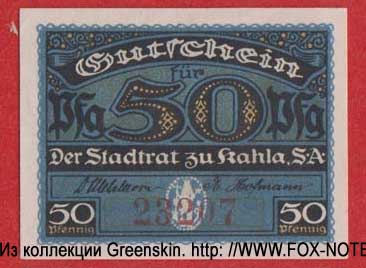 Gutschein
für
Pfg 50 Pfg
Der Stadtrat zu Kahla, S-A
23207
50 Pfennig 50 Pfennig
Из коллекции Greenskin. http: //WWW.FOX-NOTE